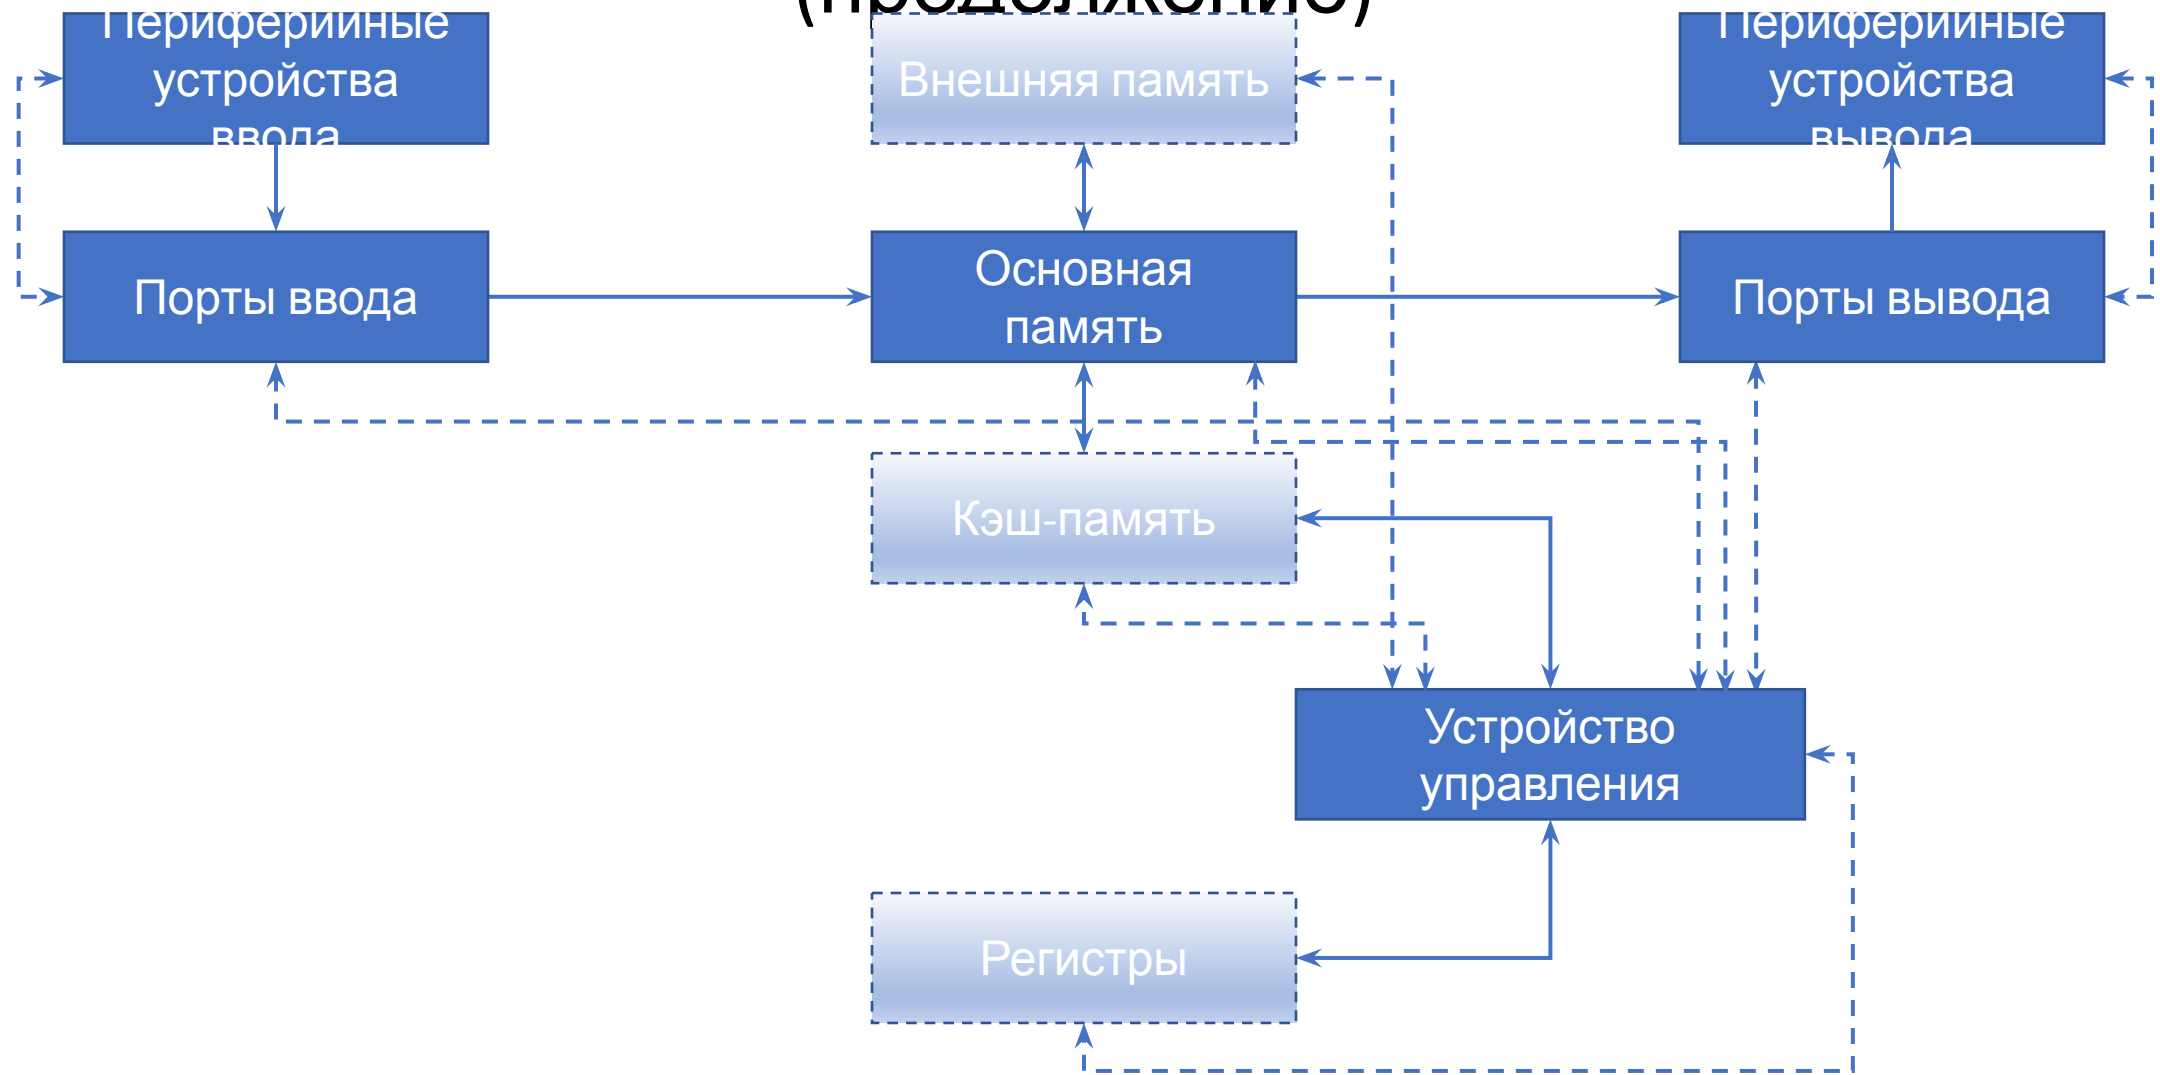 (продолжение)
Периферийные
устройства
ввода
Внешняя память
Периферийные
устройства
вывода
Порты ввода
Основная
память
Порты вывода
Кэш-память
Устройство
управления
Регистры